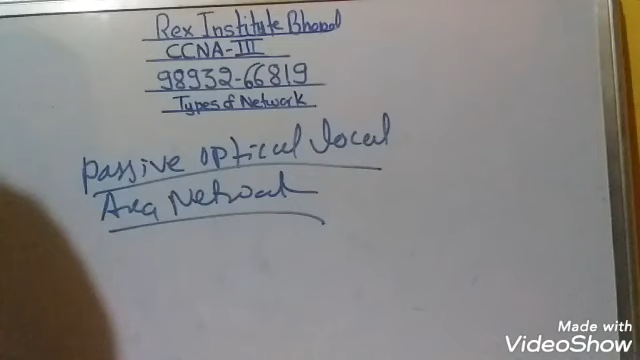 Rex Institute Bhopal
CCNA-III
98932-66819
Types of Network
Passive optical local
Area Network
Made with
VideoShow